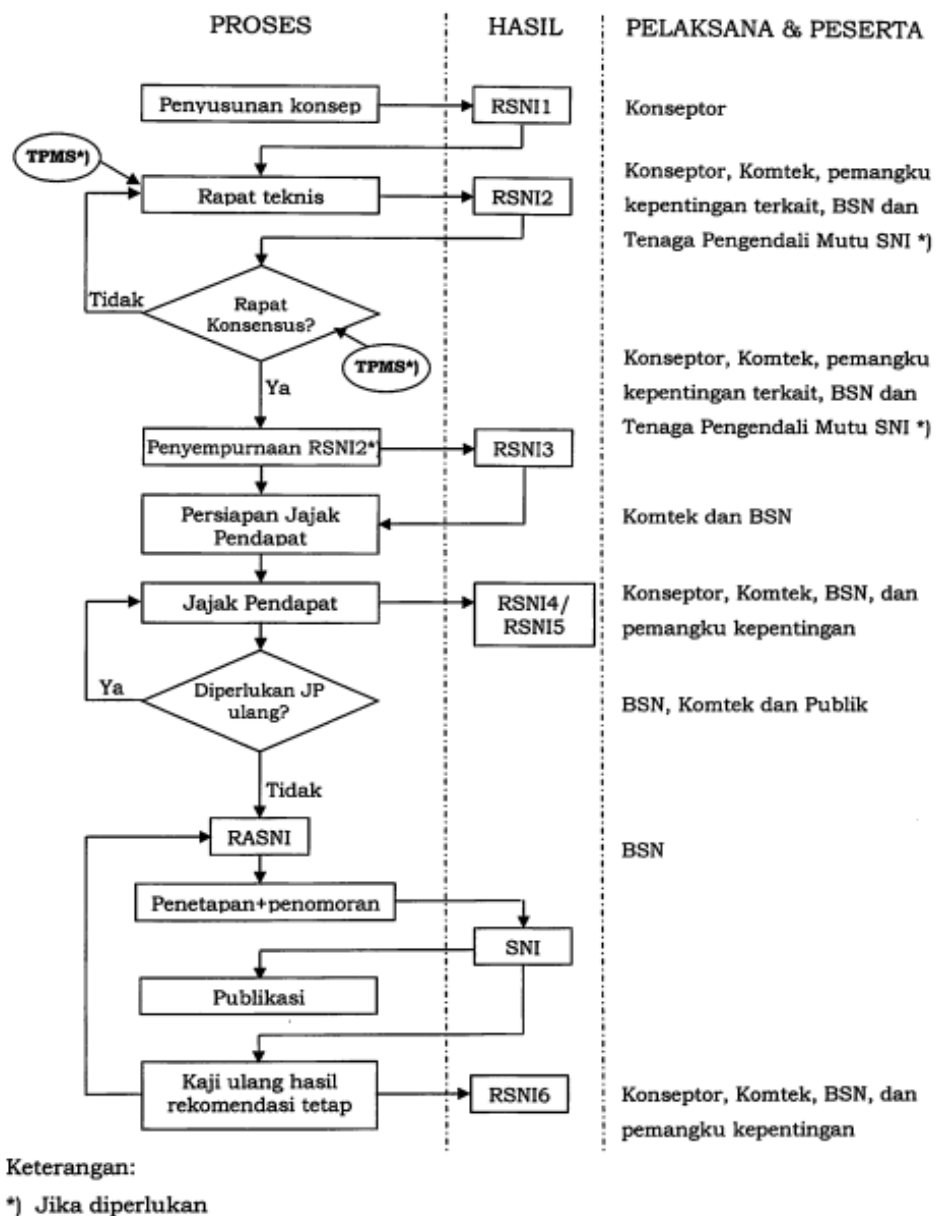 PROSES
HASIL
PELAKSANA & PESERTA
Penyusunan konsep
RSNI1
Konseptor
TPMS*)
Rapat teknis
RSNI2
Konseptor, Komtek, pemangku
kepentingan terkait, BSN dan
Tenaga Pengendali Mutu SNI *)
Tidak
Rapat
Konsensus?
TPMS*)
Ya
Konseptor, Komtek, pemangku
kepentingan terkait, BSN dan
Tenaga Pengendali Mutu SNI *)
Penyempurnaan RSNI2*)
RSNI3
Persiapan Jajak
Pendapat
Komtek dan BSN
Jajak Pendapat
RSNI4/
RSNI5
Konseptor, Komtek, BSN, dan
pemangku kepentingan
Ya
Diperlukan JP
ulang?
BSN, Komtek dan Publik
Tidak
RASNI
BSN
Penetapan+penomoran
SNI
Publikasi
Kaji ulang hasil
rekomendasi tetap
RSNI6
Konseptor, Komtek, BSN, dan
pemangku kepentingan
Keterangan:
*) Jika diperlukan